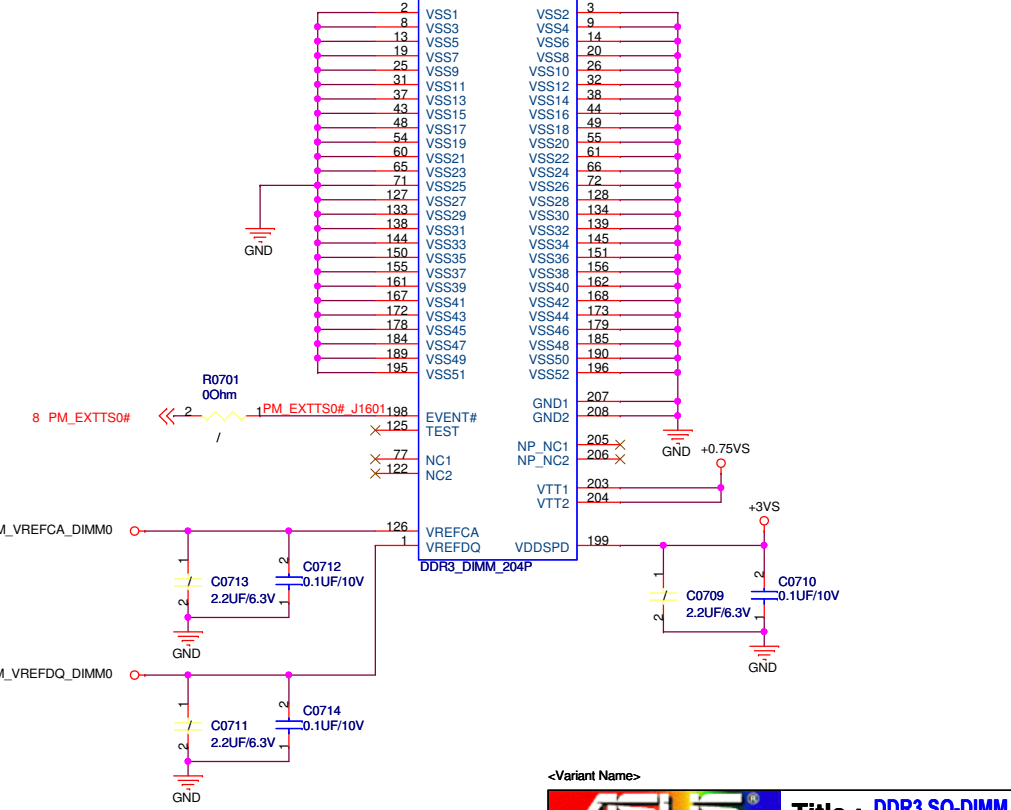 2 VSS1 VSS2 3
8 VSS3 VSS4 9
13 VSS5 VSS6 14
19 VSS7 VSS8 20
25 VSS9 VSS10 26
31 VSS11 VSS12 32
37 VSS13 VSS14 38
43 VSS15 VSS16 44
48 VSS17 VSS18 49
54 VSS19 VSS20 55
60 VSS21 VSS22 61
65 VSS23 VSS24 66
71 VSS25 VSS26 72
127 VSS27 VSS28 128
133 VSS29 VSS30 134
138 VSS31 VSS32 139
144 VSS33 VSS34 145
150 VSS35 VSS36 151
155 VSS37 VSS38 156
161 VSS39 VSS40 162
167 VSS41 VSS42 168
172 VSS43 VSS44 173
178 VSS45 VSS46 179
184 VSS47 VSS48 185
189 VSS49 VSS50 190
195 VSS51 VSS52 196
GND
R0701
0Ohm
8 PM_EXTTS0# 2 1 PM_EXTTS0#_J1601 198 EVENT#
/
125 TEST
77 NC1
122 NC2
GND1 207
GND2 208
GND
NP_NC1 205
NP_NC2 206
+0.75VS
VTT1 203
VTT2 204
+3VS
M_VREFCA_DIMM0 126 VREFCA
1 VREFDQ VDDSPD 199
DDR3_DIMM_204P
1 / 2 C0713
2.2UF/6.3V
2 1 C0712
0.1UF/10V
GND
1 / 2 C0709
2.2UF/6.3V
2 1 C0710
0.1UF/10V
GND
M_VREFDQ_DIMM0
1 / 2 C0711
2.2UF/6.3V
2 1 C0714
0.1UF/10V
GND
<Variant Name>
Title : DDR3 SO-DIMM